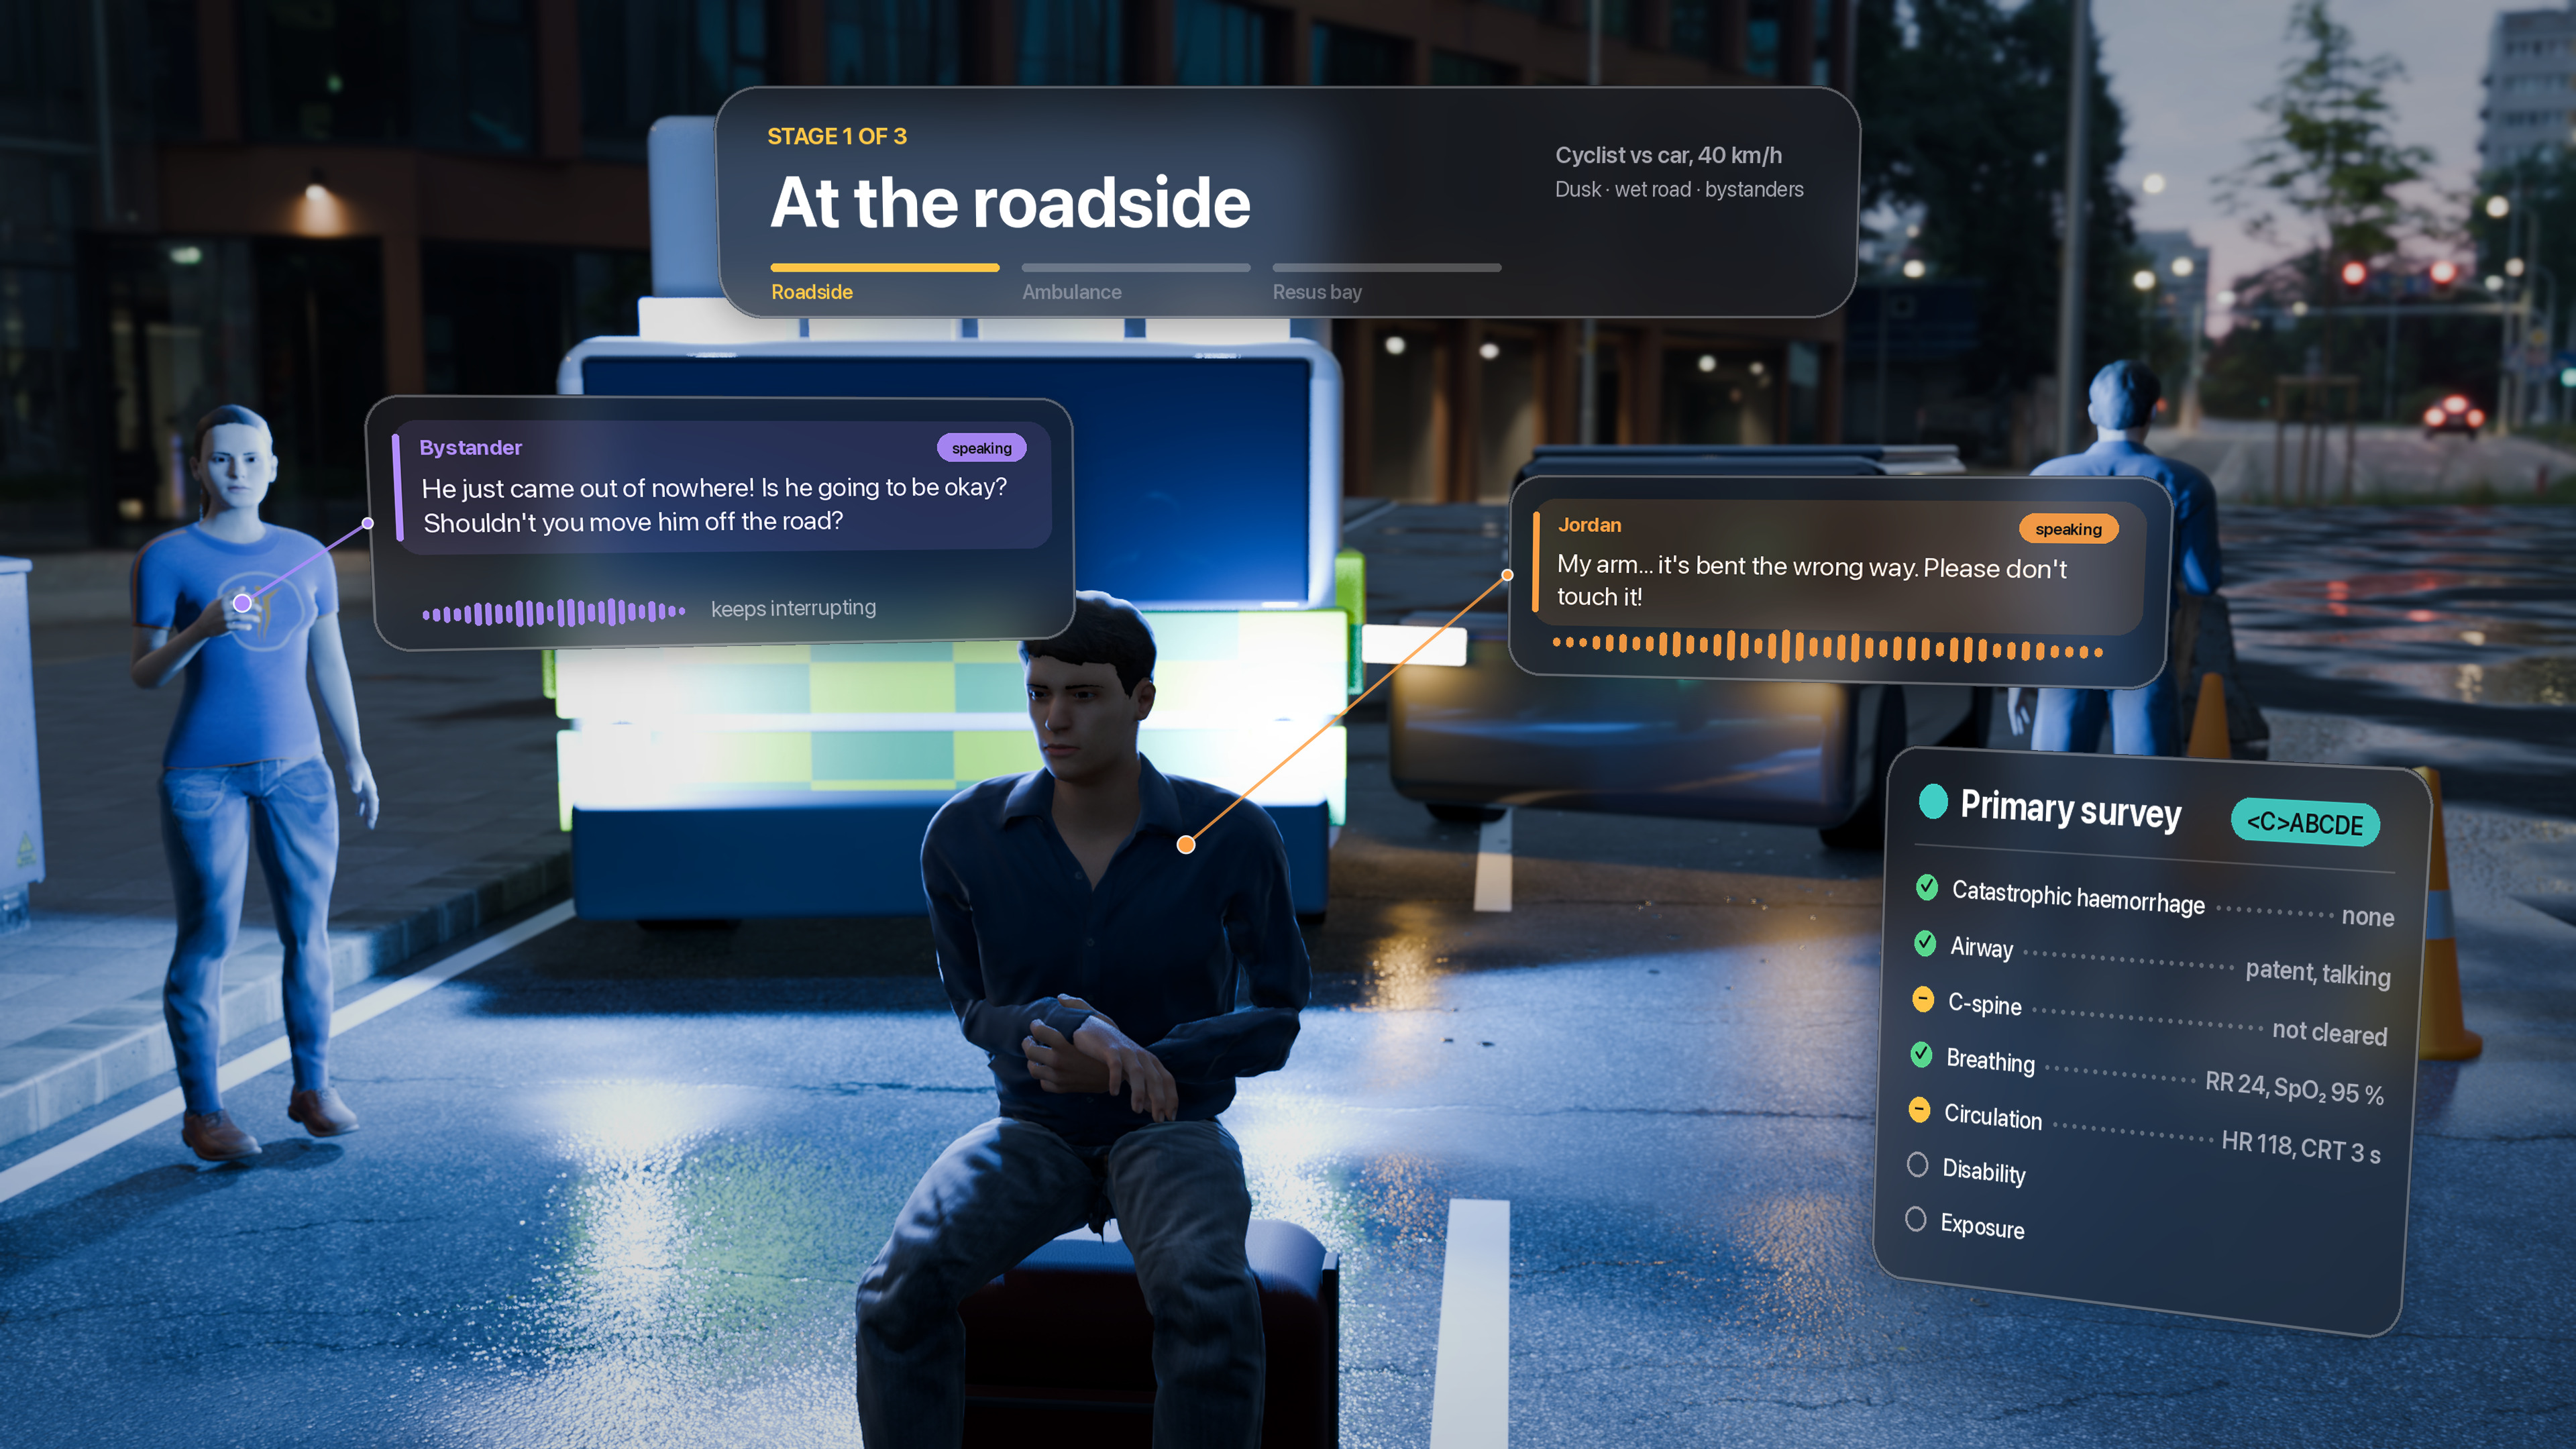 STAGE 1 OF 3
At the roadside
Cyclist vs car, 40 km/h
Dusk · wet road · bystanders
Roadside
Ambulance
Resus bay
Bystander
speaking
He just came out of nowhere! Is he going to be okay?
Shouldn't you move him off the road?
keeps interrupting
Jordan
speaking
My arm... it's bent the wrong way. Please don't
touch it!
Primary survey
<C>ABCDE
Catastrophic haemorrhage none
Airway patent, talking
C-spine not cleared
Breathing RR 24, SpO₂ 95 %
Circulation HR 118, CRT 3 s
Disability
Exposure